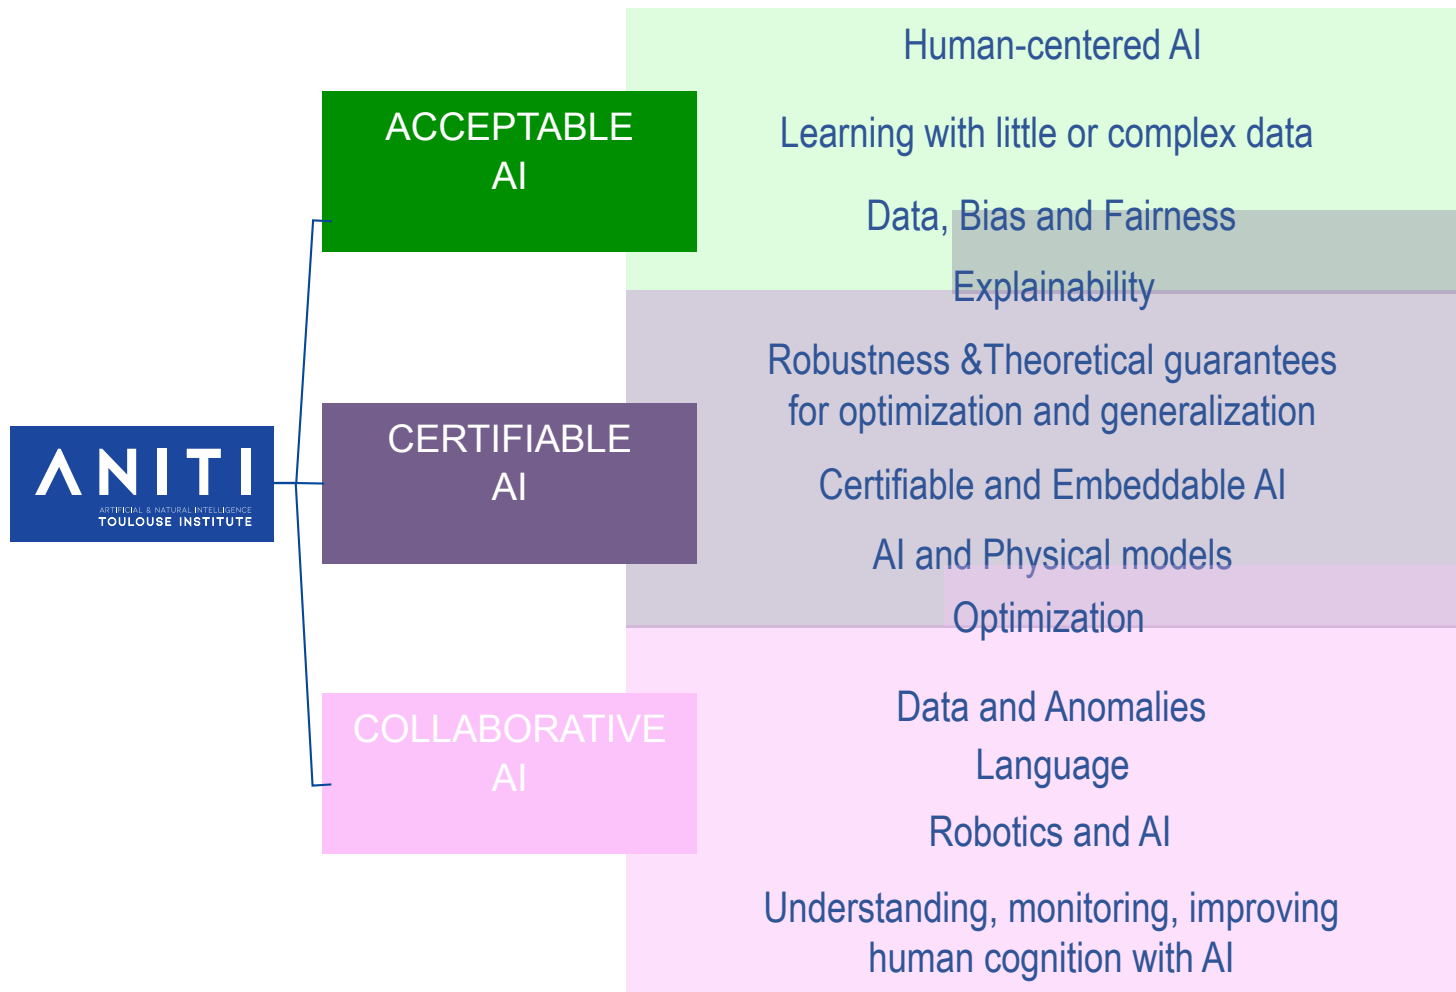 Human-centered AI
ACCEPTABLE
AI
Learning with little or complex data
Data, Bias and Fairness
Explainability
Robustness &Theoretical guarantees
for optimization and generalization
CERTIFIABLE
AI
Certifiable and Embeddable AI
ANITI
ARTIFICIAL & NATURAL INTELLIGENCE
TOULOUSE INSTITUTE
AI and Physical models
Optimization
COLLABORATIVE
AI
Data and Anomalies
Language
Robotics and AI
Understanding, monitoring, improving
human cognition with AI